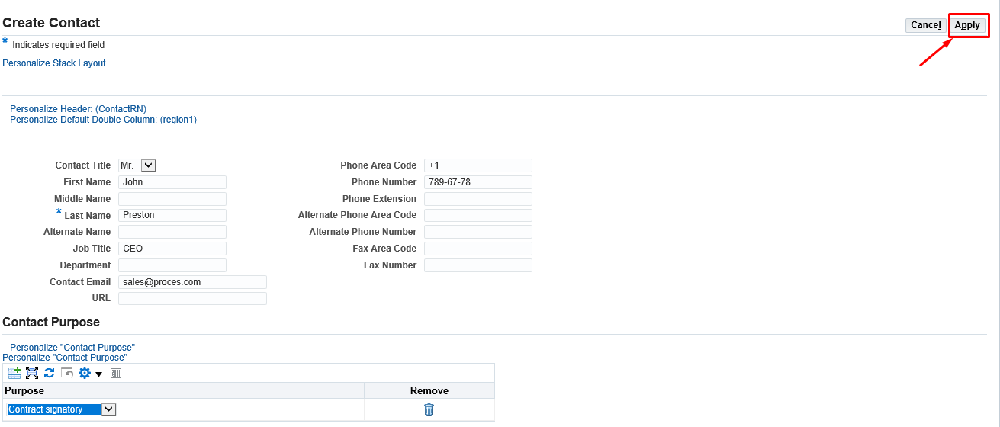 Create Contact
Cancel Apply
* Indicates required field
Personalize Stack Layout
Personalize Header: (ContactRN)
Personalize Default Double Column: (region1)
Contact Title Mr. Phone Area Code +1
First Name John Phone Number 789-67-78
Middle Name Phone Extension
* Last Name Preston Alternate Phone Area Code
Alternate Name Alternate Phone Number
Job Title CEO Fax Area Code
Department Fax Number
Contact Email sales@proces.com
URL
Contact Purpose
Personalize "Contact Purpose"
Personalize "Contact Purpose"
Purpose Remove
Contract signatory